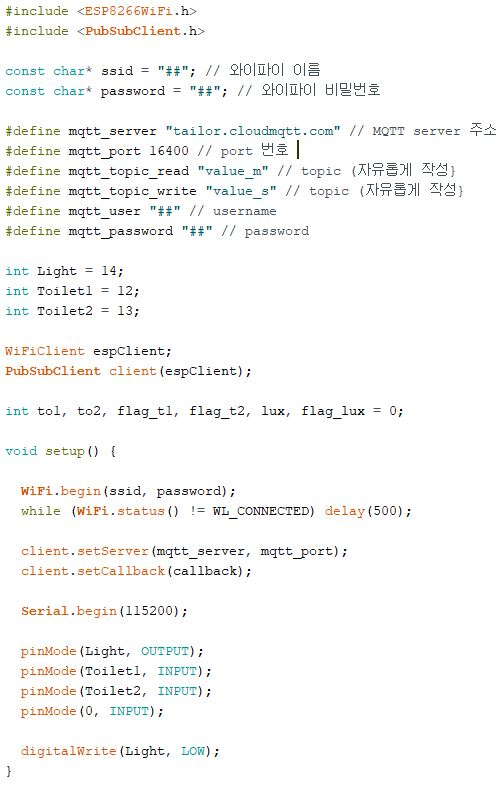 #include <ESP8266WiFi.h>
#include <PubSubClient.h>
const char* ssid = "##"; // 와이파이 이름
const char* password = "##"; // 와이파이 비밀번호
#define mqtt_server "tailor.cloudmqtt.com" // MQTT server 주소
#define mqtt_port 16400 // port 번호
#define mqtt_topic_read "value_m" // topic (자유롭게 작성}
#define mqtt_topic_write "value_s" // topic (자유롭게 작성}
#define mqtt_user "##" // username
#define mqtt_password "##" // password
int Light = 14;
int Toilet1 = 12;
int Toilet2 = 13;
WiFiClient espClient;
PubSubClient client(espClient);
int to1, to2, flag_t1, flag_t2, lux, flag_lux = 0;
void setup() {
WiFi.begin(ssid, password);
while (WiFi.status() != WL_CONNECTED) delay(500);
client.setServer(mqtt_server, mqtt_port);
client.setCallback(callback);
Serial.begin(115200);
pinMode(Light, OUTPUT);
pinMode(Toilet1, INPUT);
pinMode(Toilet2, INPUT);
pinMode(0, INPUT);
digitalWrite(Light, LOW);
}